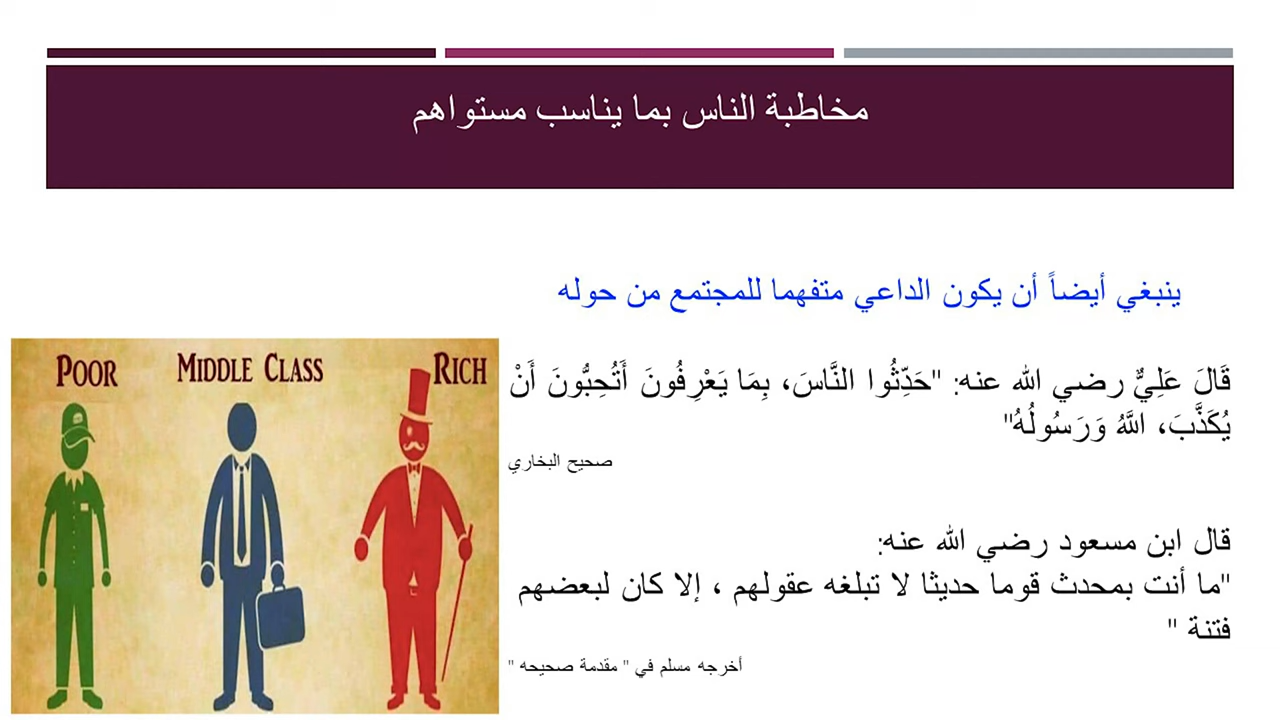 مخاطبة الناس بما يناسب مستواهم
ينبغي أيضاً أن يكون الداعي متفهما للمجتمع من حوله
قَالَ عَلِيٌّ رضي الله عنه: "حَدِّثُوا النَّاسَ، بِمَا يَعْرِفُونَ أَتُحِبُّونَ أَنْ
يُكَذَّبَ، اللَّهُ وَرَسُولُهُ"
صحيح البخاري
قال ابن مسعود رضي الله عنه:
"ما أنت بمحدث قوما حديثا لا تبلغه عقولهم ، إلا كان لبعضهم
فتنة "
أخرجه مسلم في " مقدمة صحيحه "
POOR
MIDDLE CLASS
RICH